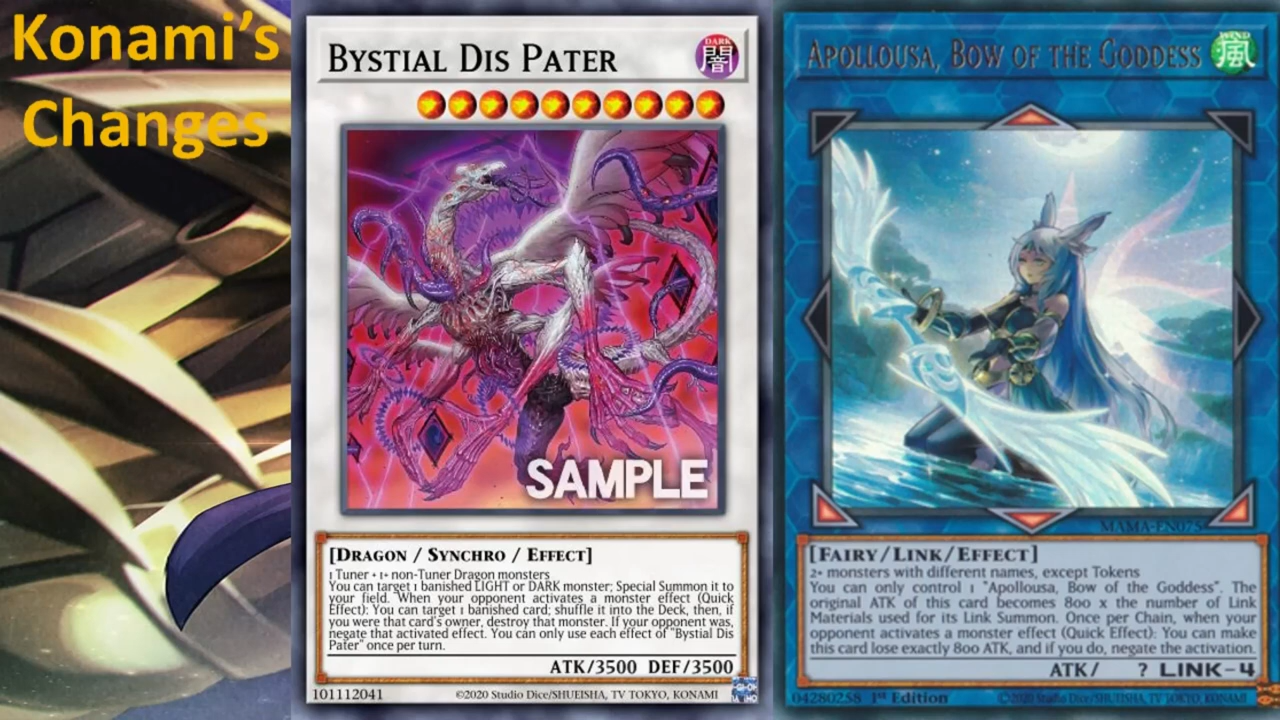 Konami's
Changes
BYSTIAL DIS PATER
DARK
闇
SAMPLE
[DRAGON / SYNCHRO / EFFECT]
1 Tuner + 1+ non-Tuner Dragon monsters
You can target 1 banished LIGHT or DARK monster; Special Summon it to
your field. When your opponent activates a monster effect (Quick
Effect): You can target 1 banished card; shuffle it into the Deck, then, if
you were that card's owner, destroy that monster. If your opponent was,
negate that activated effect. You can only use each effect of "Bystial Dis
Pater" once per turn.
ATK/3500 DEF/3500
101112041 ©2020 Studio Dice/SHUEISHA, TV TOKYO, KONAMI
APOLLOUSA, BOW OF THE GODDESS
WIND
風
MAMA-EN075
[FAIRY/LINK/EFFECT]
2+ monsters with different names, except Tokens
You can only control 1 "Apollousa, Bow of the Goddess". The
original ATK of this card becomes 800 x the number of Link
Materials used for its Link Summon. Once per Chain, when your
opponent activates a monster effect (Quick Effect): You can make
this card lose exactly 800 ATK, and if you do, negate the activation.
ATK/ ? LINK-4
04280258 1st Edition ©2020 Studio Dice/SHUEISHA, TV TOKYO, KONAMI